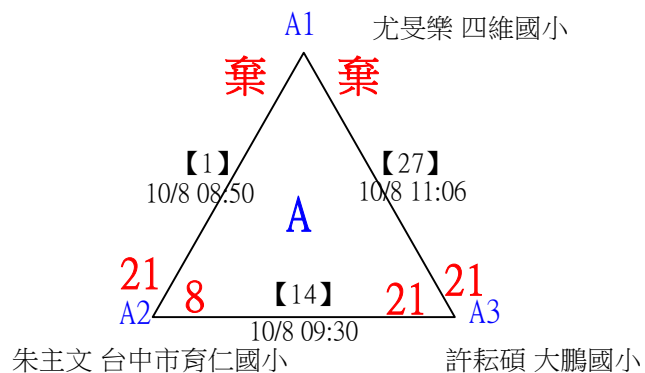 A1 尤旻樂 四維國小
棄 棄
【1】 【27】
10/8 08:50 10/8 11:06
A
21 8 【14】 21 21
A2 A3
10/8 09:30
朱主文 台中市育仁國小 許耘碩 大鵬國小